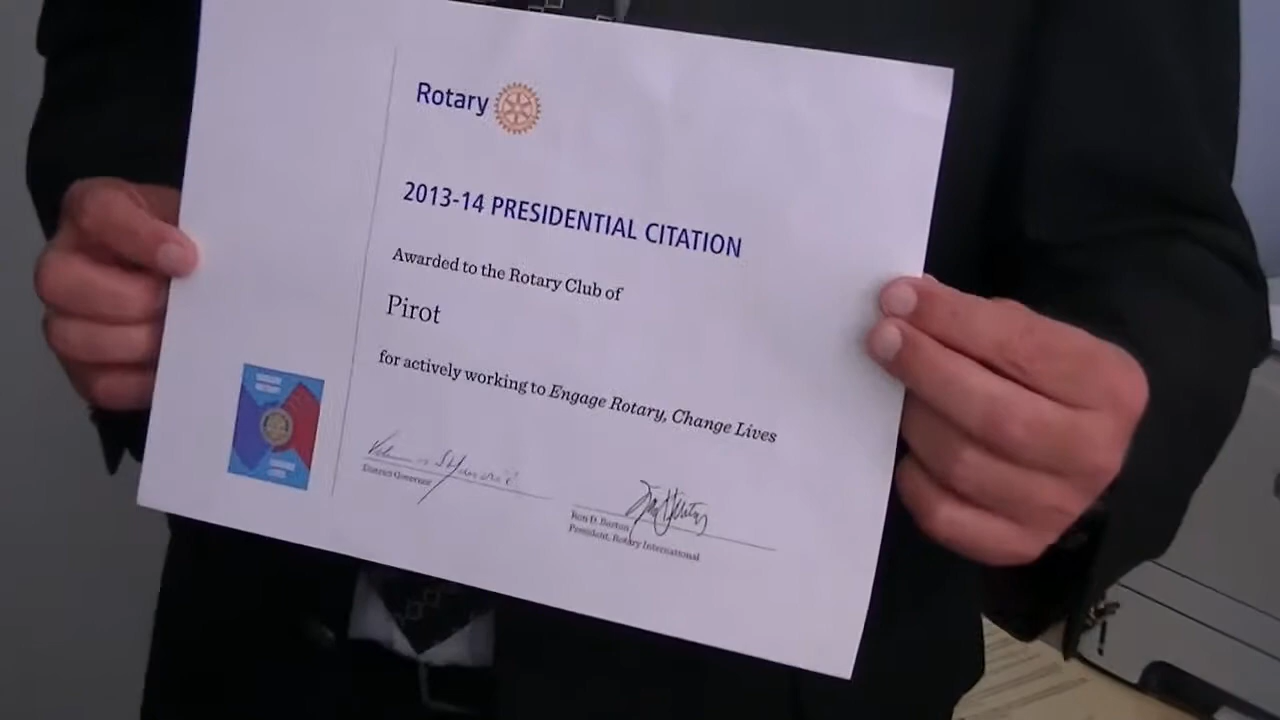 Rotary
2013-14 PRESIDENTIAL CITATION
Awarded to the Rotary Club of
Pirot
for actively working to Engage Rotary, Change Lives
District Governor
Ron D. Burton
President, Rotary International